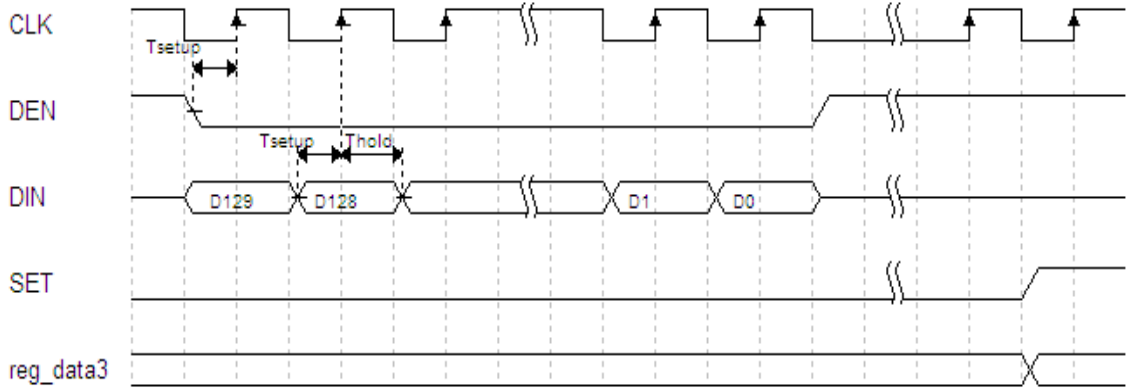 CLK
Tsetup
DEN
Tsetup Thold
DIN D129 D128 D1 D0
SET
reg_data3